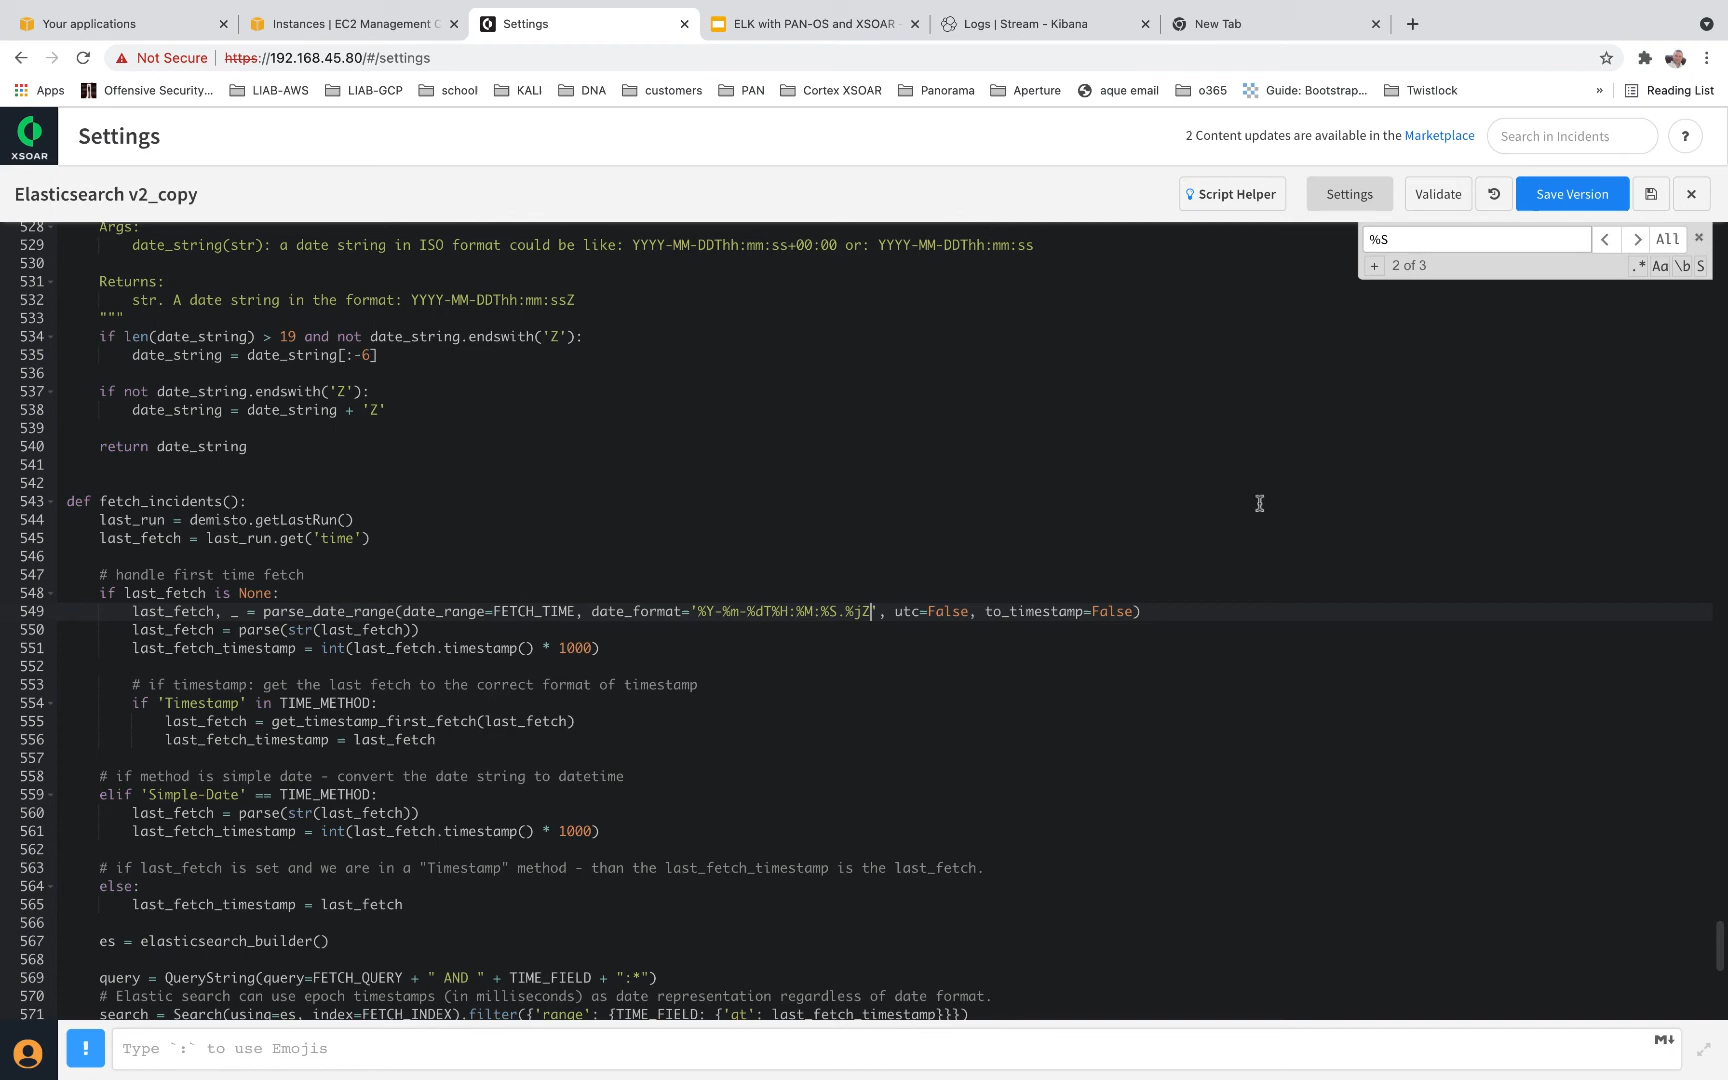 Your applications
Instances | EC2 Management C
Settings
ELK with PAN-OS and XSOAR -
Logs | Stream - Kibana
New Tab
Not Secure
https://192.168.45.80/#/settings
Apps
Offensive Security...
LIAB-AWS
LIAB-GCP
school
KALI
DNA
customers
PAN
Cortex XSOAR
Panorama
Aperture
aque email
o365
Guide: Bootstrap...
Twistlock
»
Reading List
XSOAR
Settings
2 Content updates are available in the Marketplace
Search in Incidents
?
Elasticsearch v2_copy
Script Helper
Settings
Validate
Save Version
%S
All
+
2 of 3
.*
Aa
\b
S
528 Args:
529 date_string(str): a date string in ISO format could be like: YYYY-MM-DDThh:mm:ss+00:00 or: YYYY-MM-DDThh:mm:ss
530
531 Returns:
532 str. A date string in the format: YYYY-MM-DDThh:mm:ssZ
533 """
534 if len(date_string) > 19 and not date_string.endswith('Z'):
535 date_string = date_string[:-6]
536
537 if not date_string.endswith('Z'):
538 date_string = date_string + 'Z'
539
540 return date_string
541
542
543 def fetch_incidents():
544 last_run = demisto.getLastRun()
545 last_fetch = last_run.get('time')
546
547 # handle first time fetch
548 if last_fetch is None:
549 last_fetch, _ = parse_date_range(date_range=FETCH_TIME, date_format='%Y-%m-%dT%H:%M:%S.%jZ', utc=False, to_timestamp=False)
550 last_fetch = parse(str(last_fetch))
551 last_fetch_timestamp = int(last_fetch.timestamp() * 1000)
552
553 # if timestamp: get the last fetch to the correct format of timestamp
554 if 'Timestamp' in TIME_METHOD:
555 last_fetch = get_timestamp_first_fetch(last_fetch)
556 last_fetch_timestamp = last_fetch
557
558 # if method is simple date - convert the date string to datetime
559 elif 'Simple-Date' == TIME_METHOD:
560 last_fetch = parse(str(last_fetch))
561 last_fetch_timestamp = int(last_fetch.timestamp() * 1000)
562
563 # if last_fetch is set and we are in a "Timestamp" method - than the last_fetch_timestamp is the last_fetch.
564 else:
565 last_fetch_timestamp = last_fetch
566
567 es = elasticsearch_builder()
568
569 query = QueryString(query=FETCH_QUERY + " AND " + TIME_FIELD + ":*")
570 # Elastic search can use epoch timestamps (in milliseconds) as date representation regardless of date format.
571 search = Search(using=es, index=FETCH_INDEX).filter({'range': {TIME_FIELD: {'gt': last_fetch_timestamp}}})
!
Type `:` to use Emojis
M